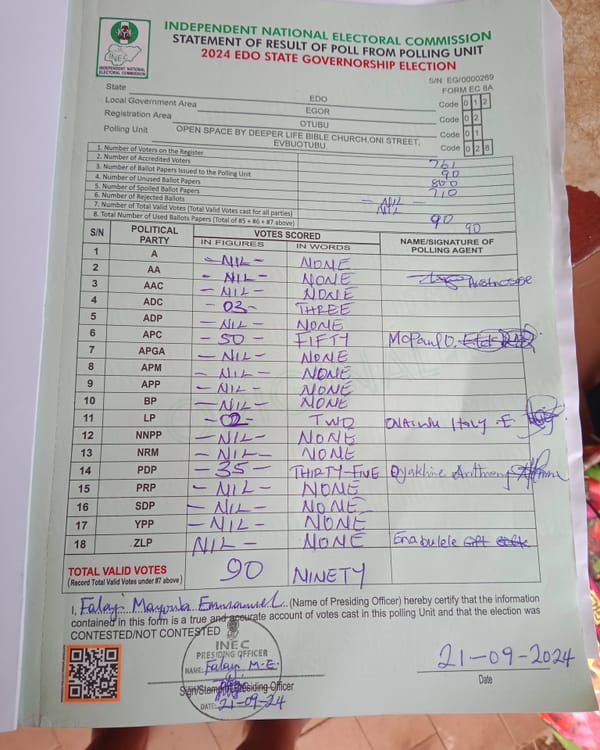 INDEPENDENT NATIONAL ELECTORAL COMMISSION
STATEMENT OF RESULT OF POLL FROM POLLING UNIT
2024 EDO STATE GOVERNORSHIP ELECTION
INEC
INDEPENDENT NATIONAL ELECTORAL COMMISSION
S/N EG/0000269
FORM EC 8A
State EDO Code 0 1 2
Local Government Area EGOR Code 0 2
Registration Area OTUBU Code 0 1
Polling Unit OPEN SPACE BY DEEPER LIFE BIBLE CHURCH,ONI STREET, EVBUOTUBU. Code 0 2 8
1. Number of Voters on the Register 761
2. Number of Accredited Voters 90
3. Number of Ballot Papers Issued to the Polling Unit 800
4. Number of Unused Ballot Papers 710
5. Number of Spoiled Ballot Papers - NIL -
6. Number of Rejected Ballots NIL
7. Number of Total Valid Votes (Total Valid Votes cast for all parties) 90
8. Total Number of Used Ballots Papers (Total of #5 + #6 + #7 above) 90
S/N POLITICAL PARTY VOTES SCORED NAME/SIGNATURE OF POLLING AGENT
IN FIGURES IN WORDS
1 A - NIL - NONE
2 AA - NIL - NONE
3 AAC - NIL - NONE
4 ADC - 03 - THREE
5 ADP - NIL - NONE
6 APC - 50 - FIFTY McPaul O.
7 APGA - NIL - NONE
8 APM - NIL - NONE
9 APP - NIL - NONE
10 BP - NIL - NONE
11 LP - 02 - TWO Italy . E.
12 NNPP - NIL - NONE
13 NRM - NIL - NONE
14 PDP - 35 - THIRTY-FIVE
15 PRP - NIL - NONE
16 SDP - NIL - NONE
17 YPP - NIL - NONE
18 ZLP NIL - NONE Enabulele
TOTAL VALID VOTES 90 NINETY
(Record Total Valid Votes under #7 above)
I, Emmanuel (Name of Presiding Officer) hereby certify that the information
contained in this form is a true and accurate account of votes cast in this polling Unit and that the election was
CONTESTED/NOT CONTESTED
INEC
PRESIDING OFFICER
NAME: Falayi M.E.
Sign/Stamp of Presiding Officer
DATE: 21-09-24
21-09-2024
Date